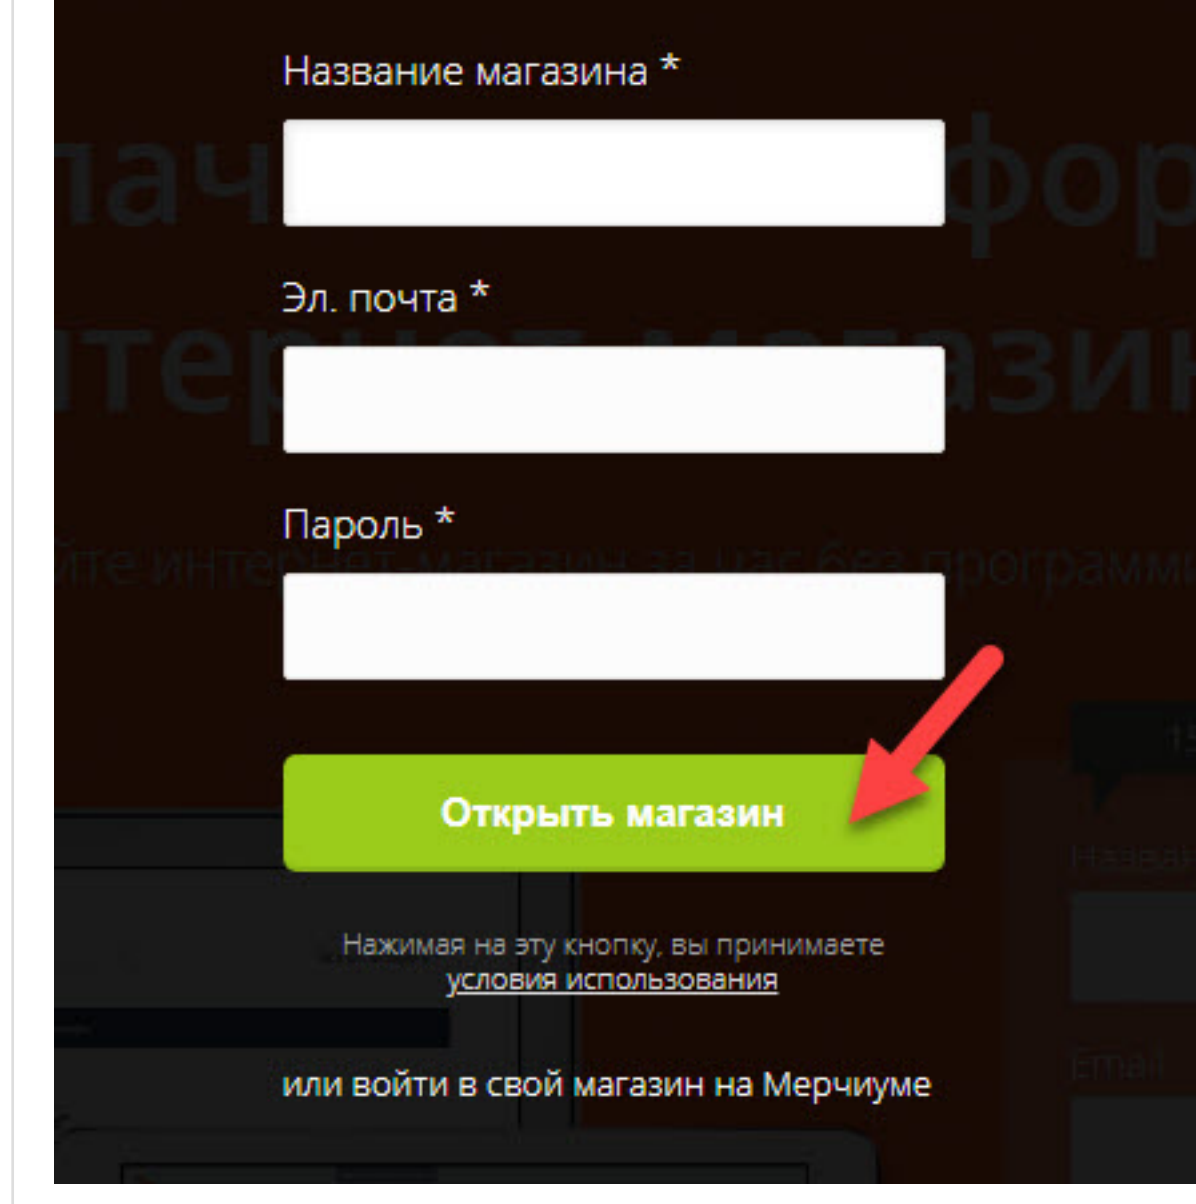 Название магазина *
Эл. почта *
Пароль *
Открыть магазин
Нажимая на эту кнопку, вы принимаете
условия использования
или войти в свой магазин на Мерчиуме
Email